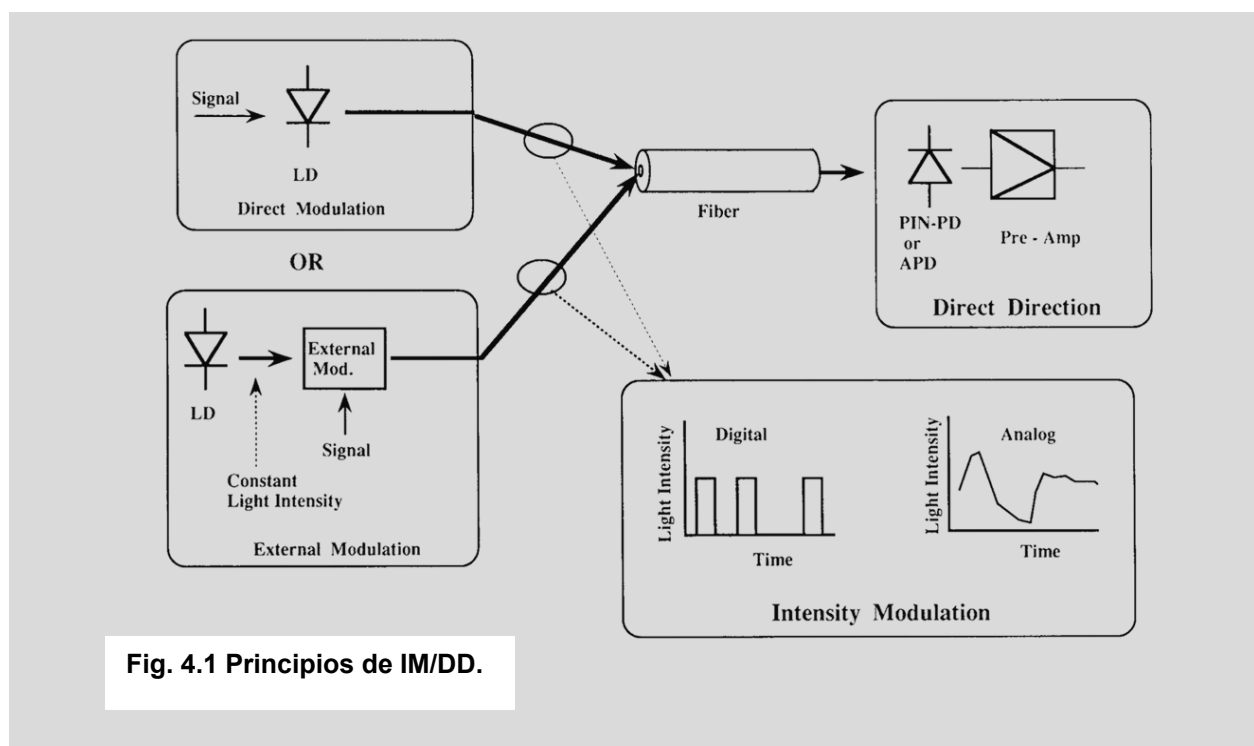 Signal
LD
Direct Modulation
OR
LD
External
Mod.
Signal
Constant
Light Intensity
External Modulation
Fiber
PIN-PD
or
APD
Pre - Amp
Direct Direction
Light Intensity
Digital
Time
Light Intensity
Analog
Time
Intensity Modulation
Fig. 4.1 Principios de IM/DD.